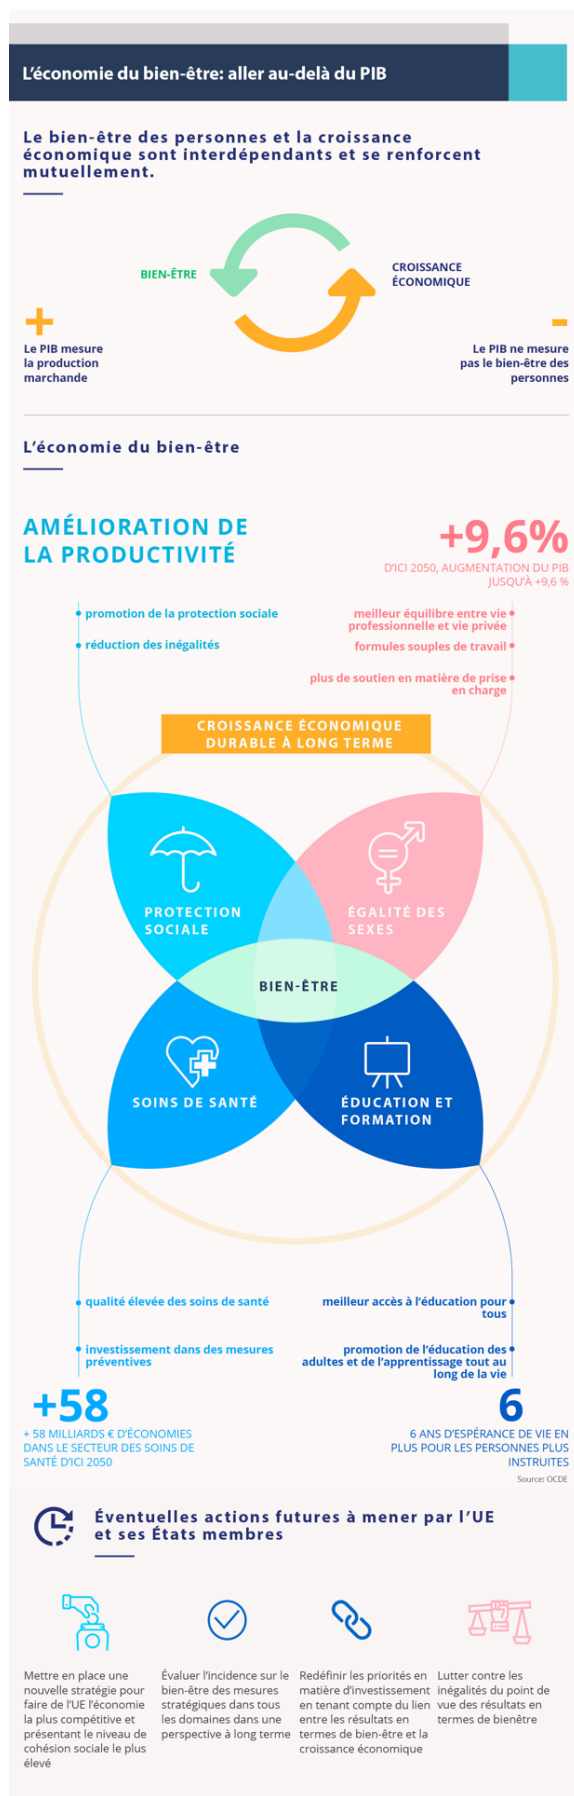 L'économie du bien-être: aller au-delà du PIB
Le bien-être des personnes et la croissance
économique sont interdépendants et se renforcent
mutuellement.
BIEN-ÊTRE
CROISSANCE
ÉCONOMIQUE
+
Le PIB mesure
la production
marchande
-
Le PIB ne mesure
pas le bien-être des
personnes
L'économie du bien-être
AMÉLIORATION DE
LA PRODUCTIVITÉ
+9,6%
D'ICI 2050, AUGMENTATION DU PIB
JUSQU'À +9,6 %
promotion de la protection sociale
réduction des inégalités
meilleur équilibre entre vie
professionnelle et vie privée
formules souples de travail
plus de soutien en matière de prise
en charge
CROISSANCE ÉCONOMIQUE
DURABLE À LONG TERME
PROTECTION
SOCIALE
ÉGALITÉ DES
SEXES
BIEN-ÊTRE
SOINS DE SANTÉ
ÉDUCATION ET
FORMATION
qualité élevée des soins de santé
investissement dans des mesures
préventives
meilleur accès à l'éducation pour
tous
promotion de l'éducation des
adultes et de l'apprentissage tout au
long de la vie
+58
+ 58 MILLIARDS € D'ÉCONOMIES
DANS LE SECTEUR DES SOINS DE
SANTÉ D'ICI 2050
6
6 ANS D'ESPÉRANCE DE VIE EN
PLUS POUR LES PERSONNES PLUS
INSTRUITES
Source: OCDE
Éventuelles actions futures à mener par l'UE
et ses États membres
Mettre en place une
nouvelle stratégie pour
faire de l'UE l'économie
la plus compétitive et
présentant le niveau de
cohésion sociale le plus
élevé
Évaluer l'incidence sur le
bien-être des mesures
stratégiques dans tous
les domaines dans une
perspective à long terme
Redéfinir les priorités en
matière d'investissement
en tenant compte du lien
entre les résultats en
termes de bien-être et la
croissance économique
Lutter contre les
inégalités du point de
vue des résultats en
termes de bienêtre